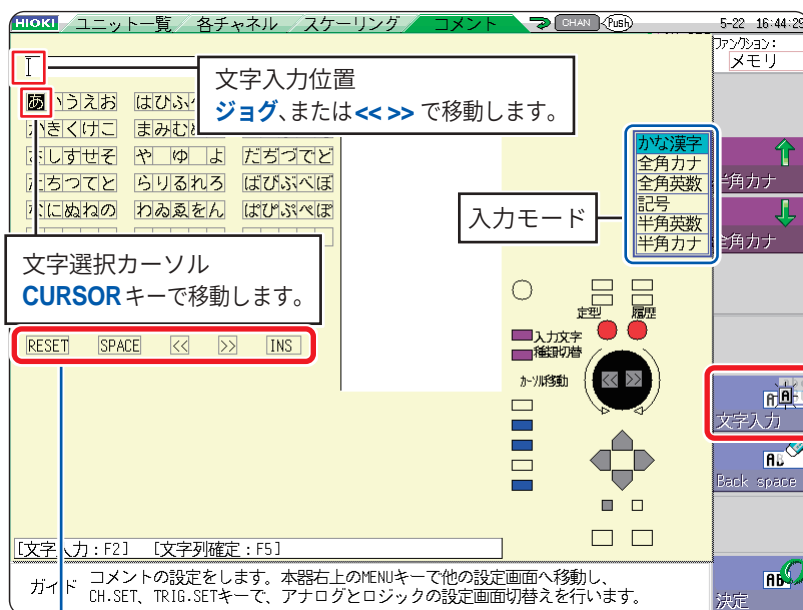 HIOKI ユニット一覧 各チャネル スケーリング コメント CHAN Push 5-22 16:44:29
ファンクション:
メモリ
文字入力位置
ジョグ、または<< >> で移動します。
あ いうえお はひふ
きくけこ まみむ
しすせそ や ゆ よ だぢづでど
ちつてと らりるれろ ばびぶべぼ
にぬねの わゐゑをん ぱぴぷぺぽ
かな漢字
全角カナ
全角英数
記号
半角英数
半角カナ
入力モード
半角カナ
全角カナ
文字選択カーソル
CURSOR キーで移動します。
RESET SPACE << >> INS
定型 履歴
入力文字
種類切替
カーソル移動 << >>
文字入力
Back space
[文字入力:F2] [文字列確定:F5]
ガイド コメントの設定をします。本器右上のMENUキーで他の設定画面へ移動し、
CH.SET、TRIG.SETキーで、アナログとロジックの設定画面切替えを行います。
決定